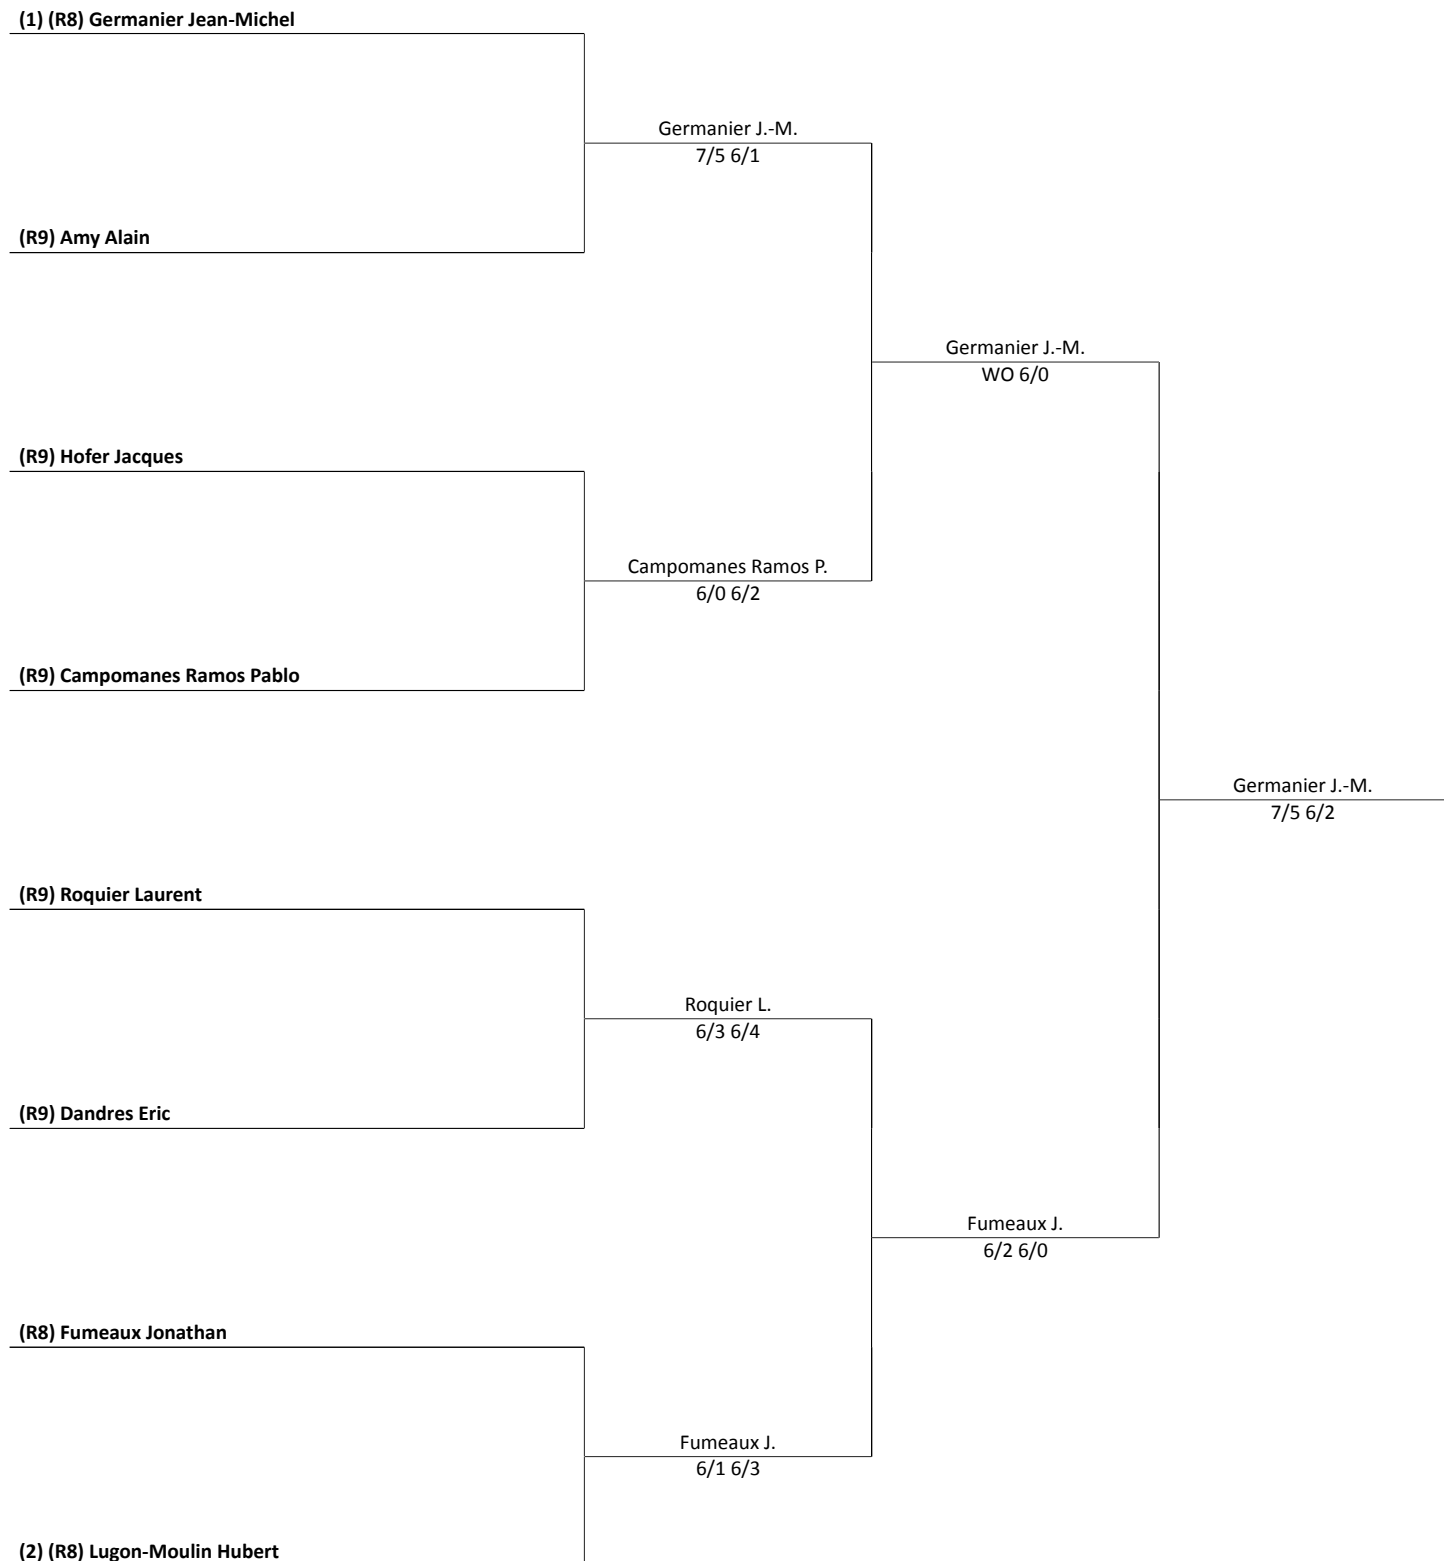 (1) (R8) Germanier Jean-Michel
Germanier J.-M.
7/5 6/1
(R9) Amy Alain
Germanier J.-M.
WO 6/0
(R9) Hofer Jacques
Campomanes Ramos P.
6/0 6/2
(R9) Campomanes Ramos Pablo
Germanier J.-M.
7/5 6/2
(R9) Roquier Laurent
Roquier L.
6/3 6/4
(R9) Dandres Eric
Fumeaux J.
6/2 6/0
(R8) Fumeaux Jonathan
Fumeaux J.
6/1 6/3
(2) (R8) Lugon-Moulin Hubert